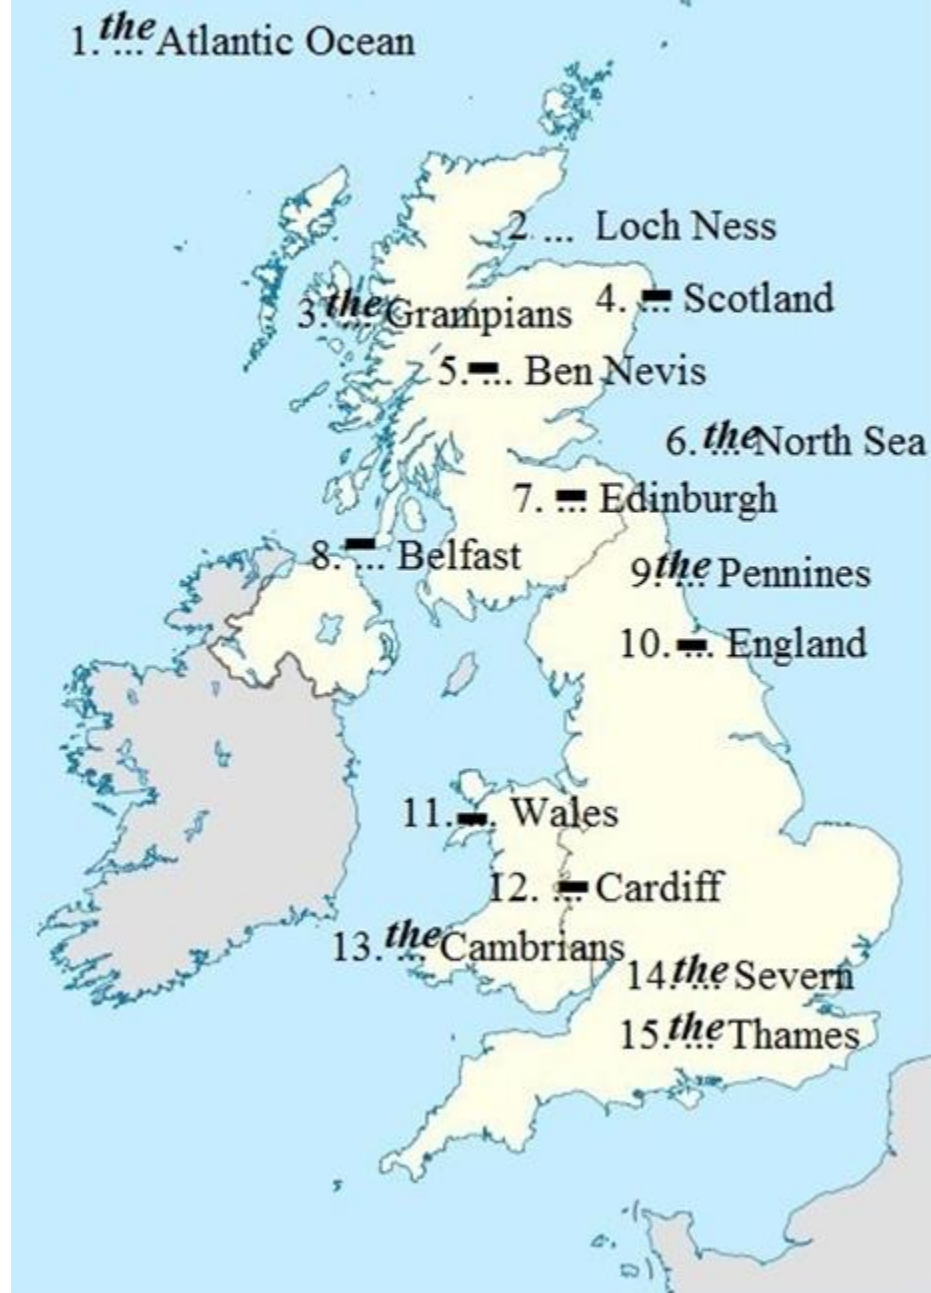 1. the ... Atlantic Ocean
2 ... Loch Ness
3. the ... Grampians
4. – ... Scotland
5. – ... Ben Nevis
6. the ... North Sea
7. – ... Edinburgh
8. – ... Belfast
9. the ... Pennines
10. – ... England
11. – ... Wales
12. – ... Cardiff
13. the ... Cambrians
14. the ... Severn
15. the ... Thames